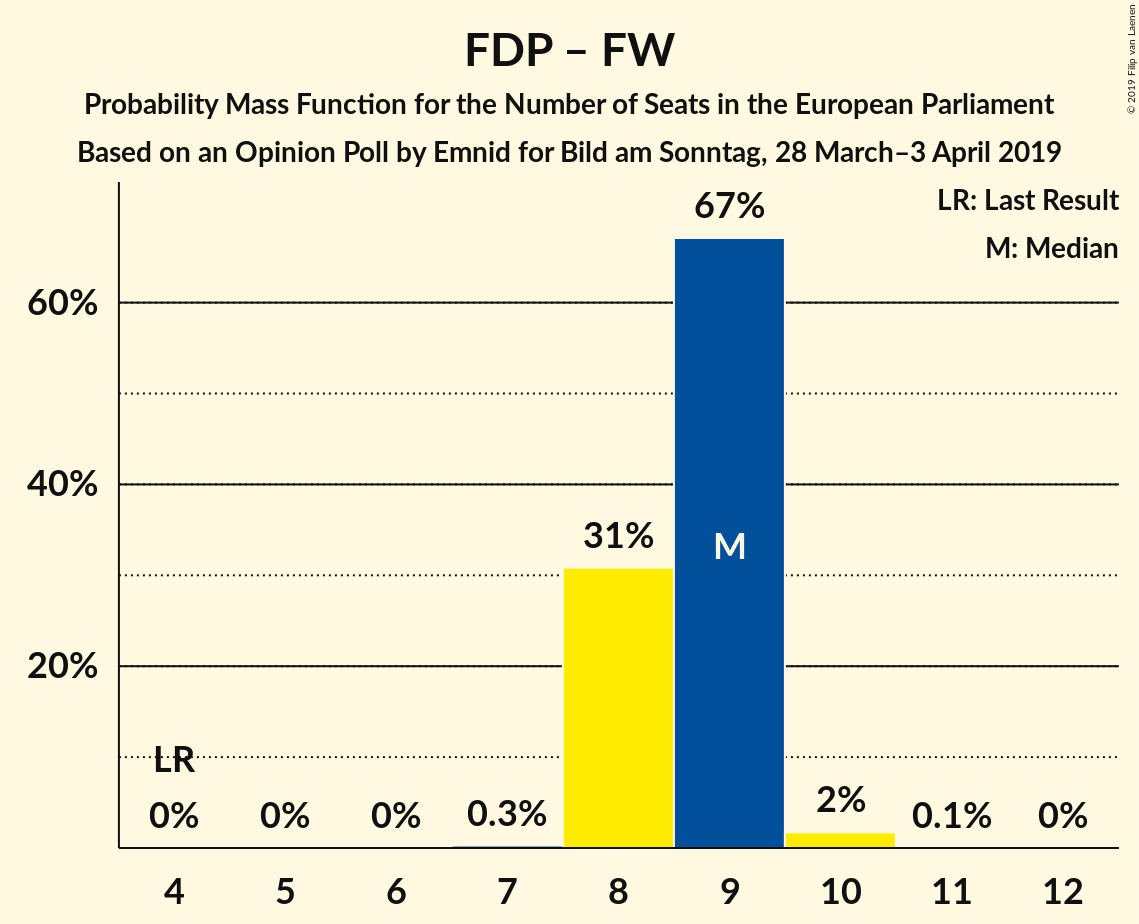 FDP – FW
Probability Mass Function for the Number of Seats in the European Parliament
Based on an Opinion Poll by Emnid for Bild am Sonntag, 28 March–3 April 2019
© 2019 Filip van Laenen
LR: Last Result
M: Median
67%
60%
40%
31%
M
20%
LR
0% 0% 0% 0.3% 2% 0.1% 0%
4 5 6 7 8 9 10 11 12